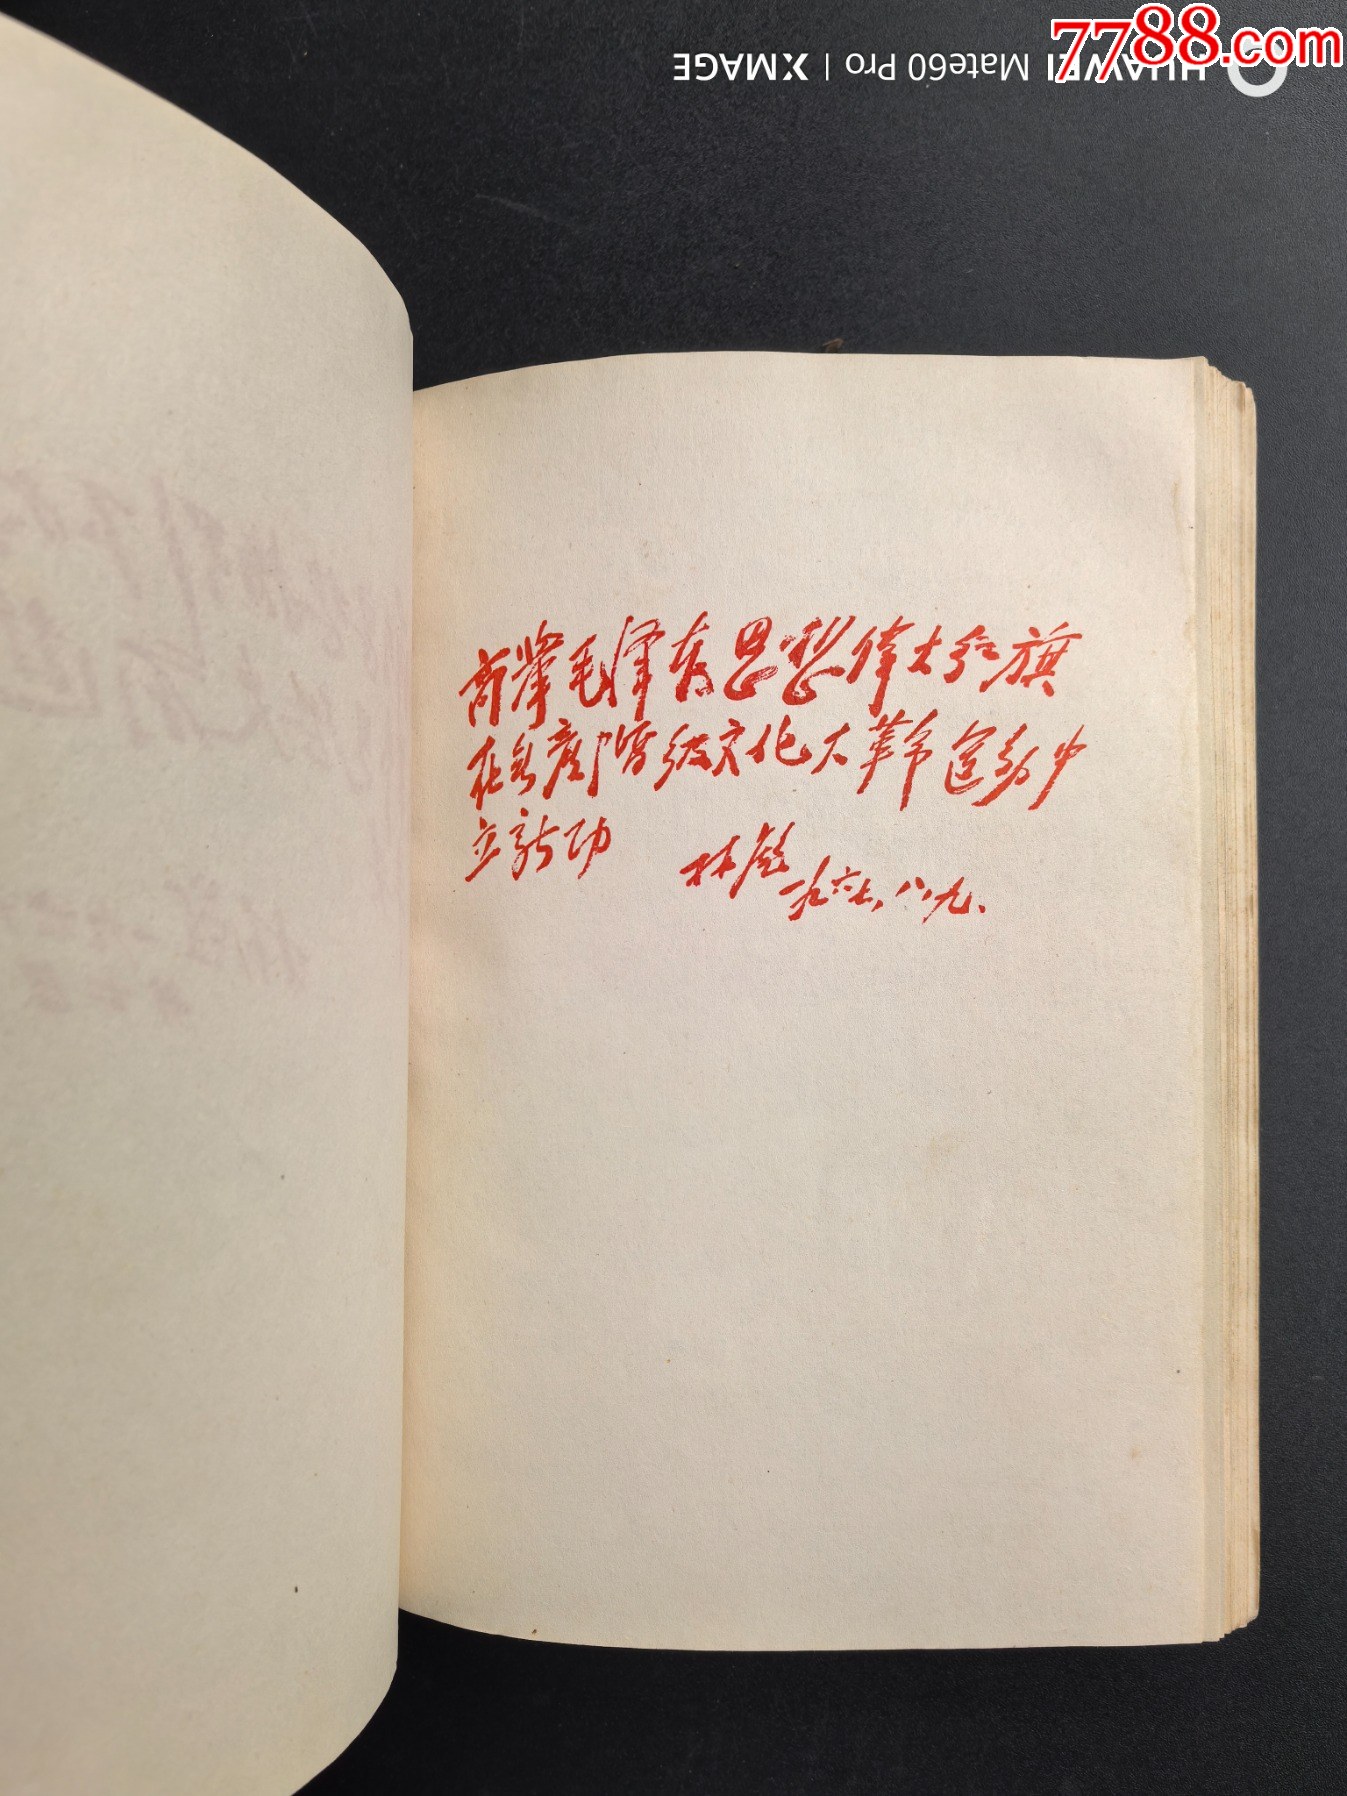 7788.com
HUAWEI Mate60 Pro | XMAGE
高举毛泽东思想伟大红旗
在无产阶级文化大革命运动中
立新功
林彪
一九六七、八、九、